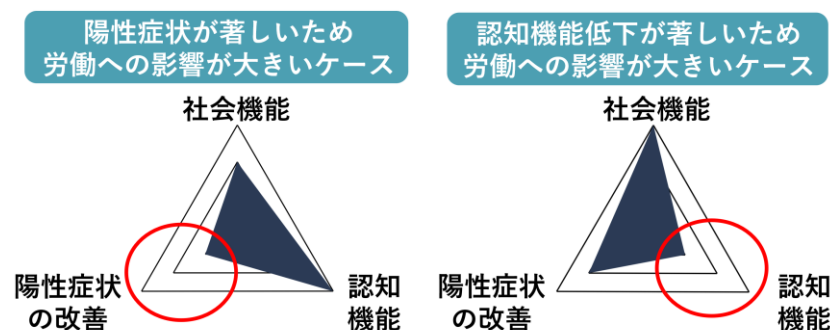 陽性症状が著しいため
労働への影響が大きいケース
社会機能
陽性症状
の改善
認知
機能
認知機能低下が著しいため
労働への影響が大きいケース
社会機能
陽性症状
の改善
認知
機能